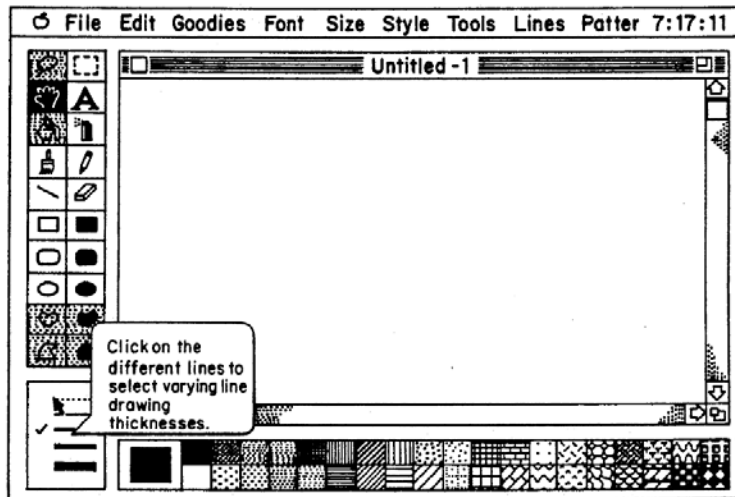 File Edit Goodies Font Size Style Tools Lines Patter 7:17:11
Untitled-1
A
Click on the
different lines to
select varying line
drawing
thicknesses.